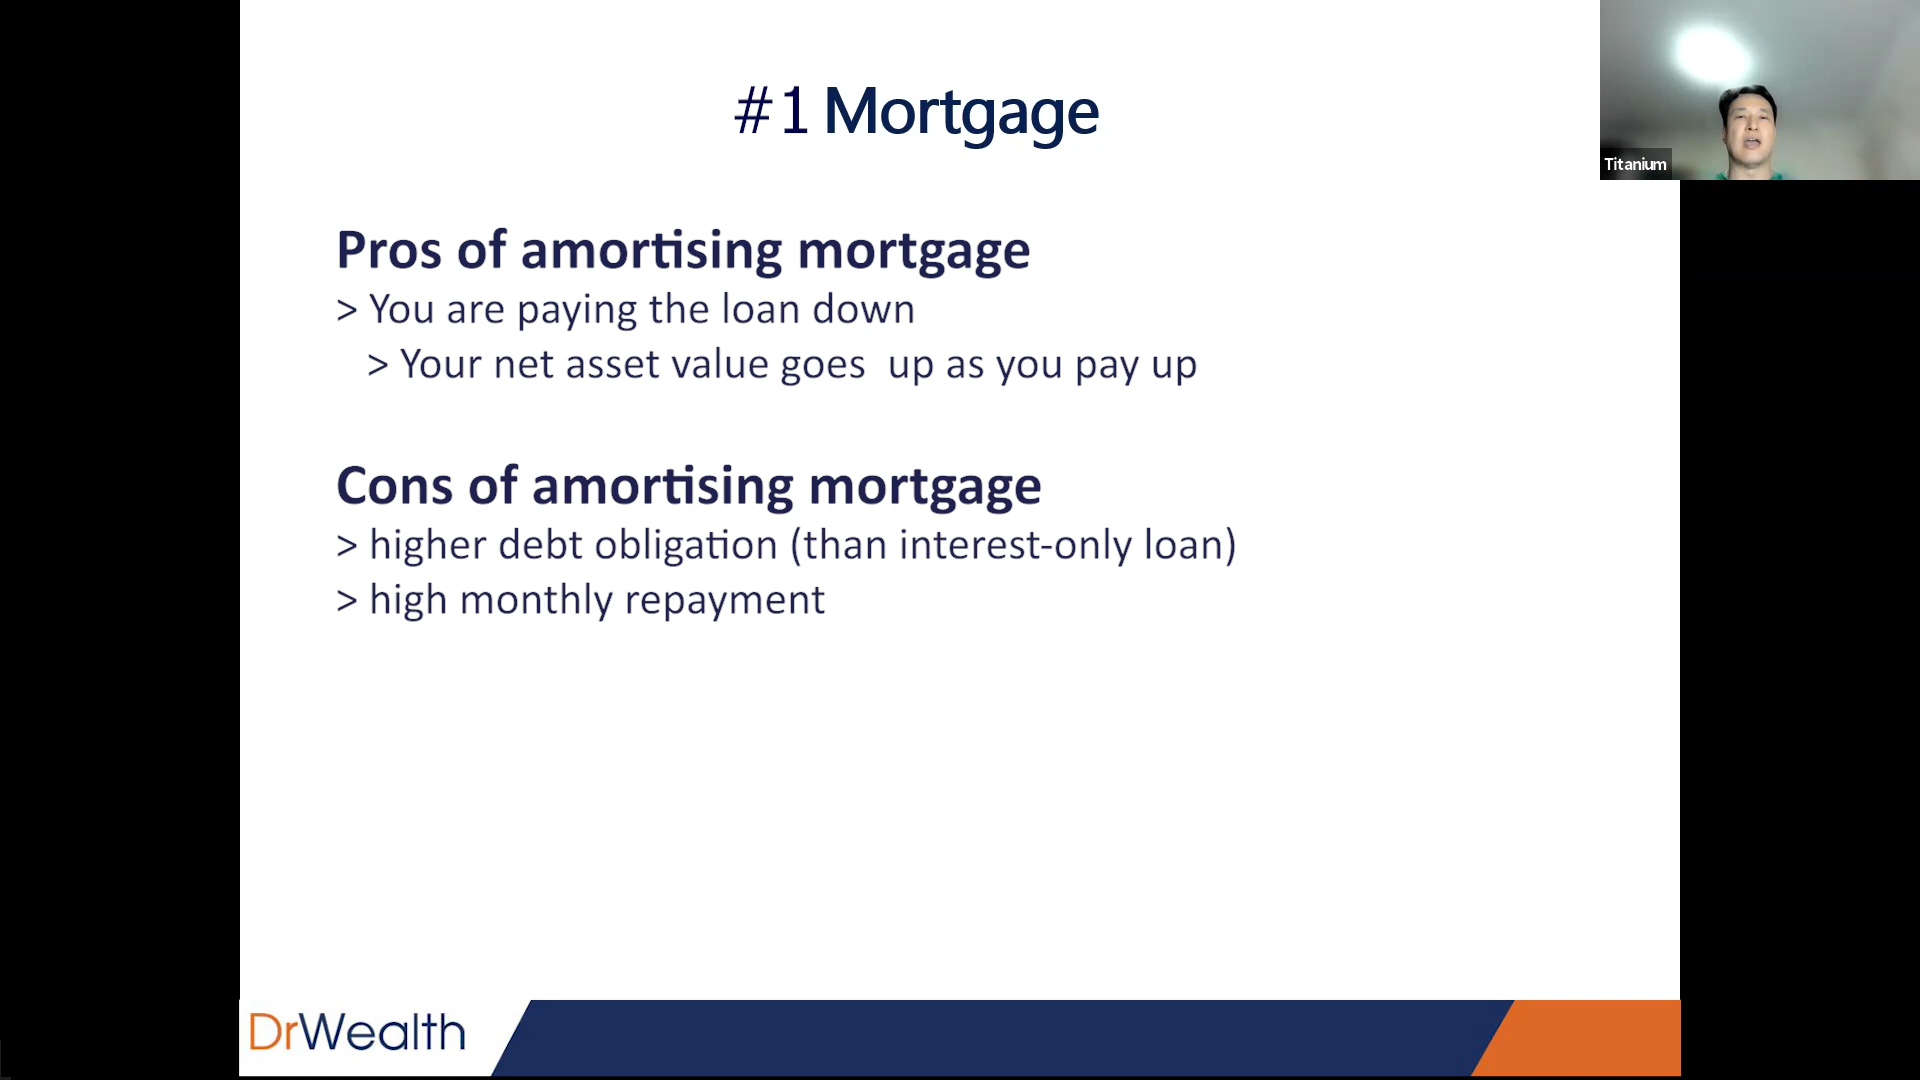 #1 Mortgage
Titanium
Pros of amortising mortgage
> You are paying the loan down
> Your net asset value goes  up as you pay up
Cons of amortising mortgage
> higher debt obligation (than interest-only loan)
> high monthly repayment
DrWealth